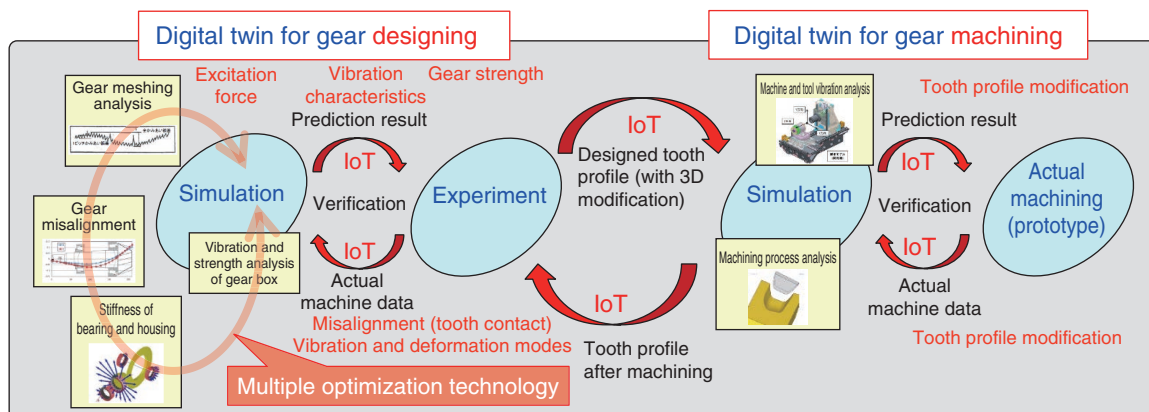 Digital twin for gear designing
Digital twin for gear machining
Gear meshing
analysis
Excitation
force
Vibration
characteristics
Gear strength
Prediction result
IoT
Simulation
Verification
Experiment
IoT
Actual
machine data
Gear
misalignment
Vibration and
strength analysis
of gear box
Stiffness of
bearing and housing
Misalignment (tooth contact)
Vibration and deformation modes
Multiple optimization technology
IoT
Designed tooth
profile (with 3D
modification)
IoT
Tooth profile
after machining
Machine and tool vibration analysis
Simulation
Machining process analysis
Tooth profile modification
Prediction result
IoT
Verification
IoT
Actual
machine data
Tooth profile modification
Actual
machining
(prototype)